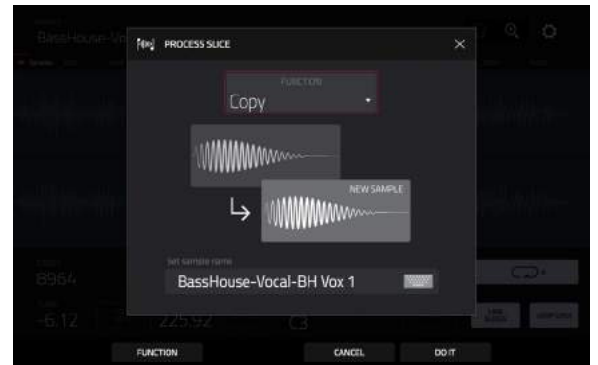 BassHouse-Vo
PROCESS SLICE
FUNCTION
Copy
NEW SAMPLE
Set sample name
BassHouse-Vocal-BH Vox 1
8964
-6.12
225.92
C3
FUNCTION
CANCEL
DO IT